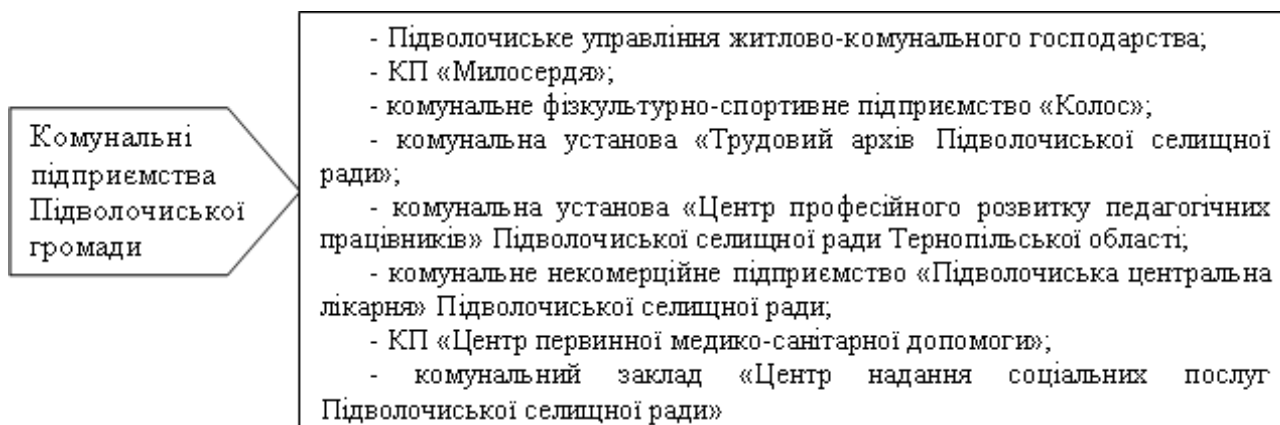 Комунальні
підприємства
Підволочиської
громади
- Підволочиське управління житлово-комунального господарства;
- КП «Милосердя»;
- комунальне фізкультурно-спортивне підприємство «Колос»;
- комунальна установа «Трудовий архів Підволочиської селищної
ради»;
- комунальна установа «Центр професійного розвитку педагогічних
працівників» Підволочиської селищної ради Тернопільської області;
- комунальне некомерційне підприємство «Підволочиська центральна
лікарня» Підволочиської селищної ради;
- КП «Центр первинної медико-санітарної допомоги»;
- комунальний заклад «Центр надання соціальних послуг
Підволочиської селищної ради»